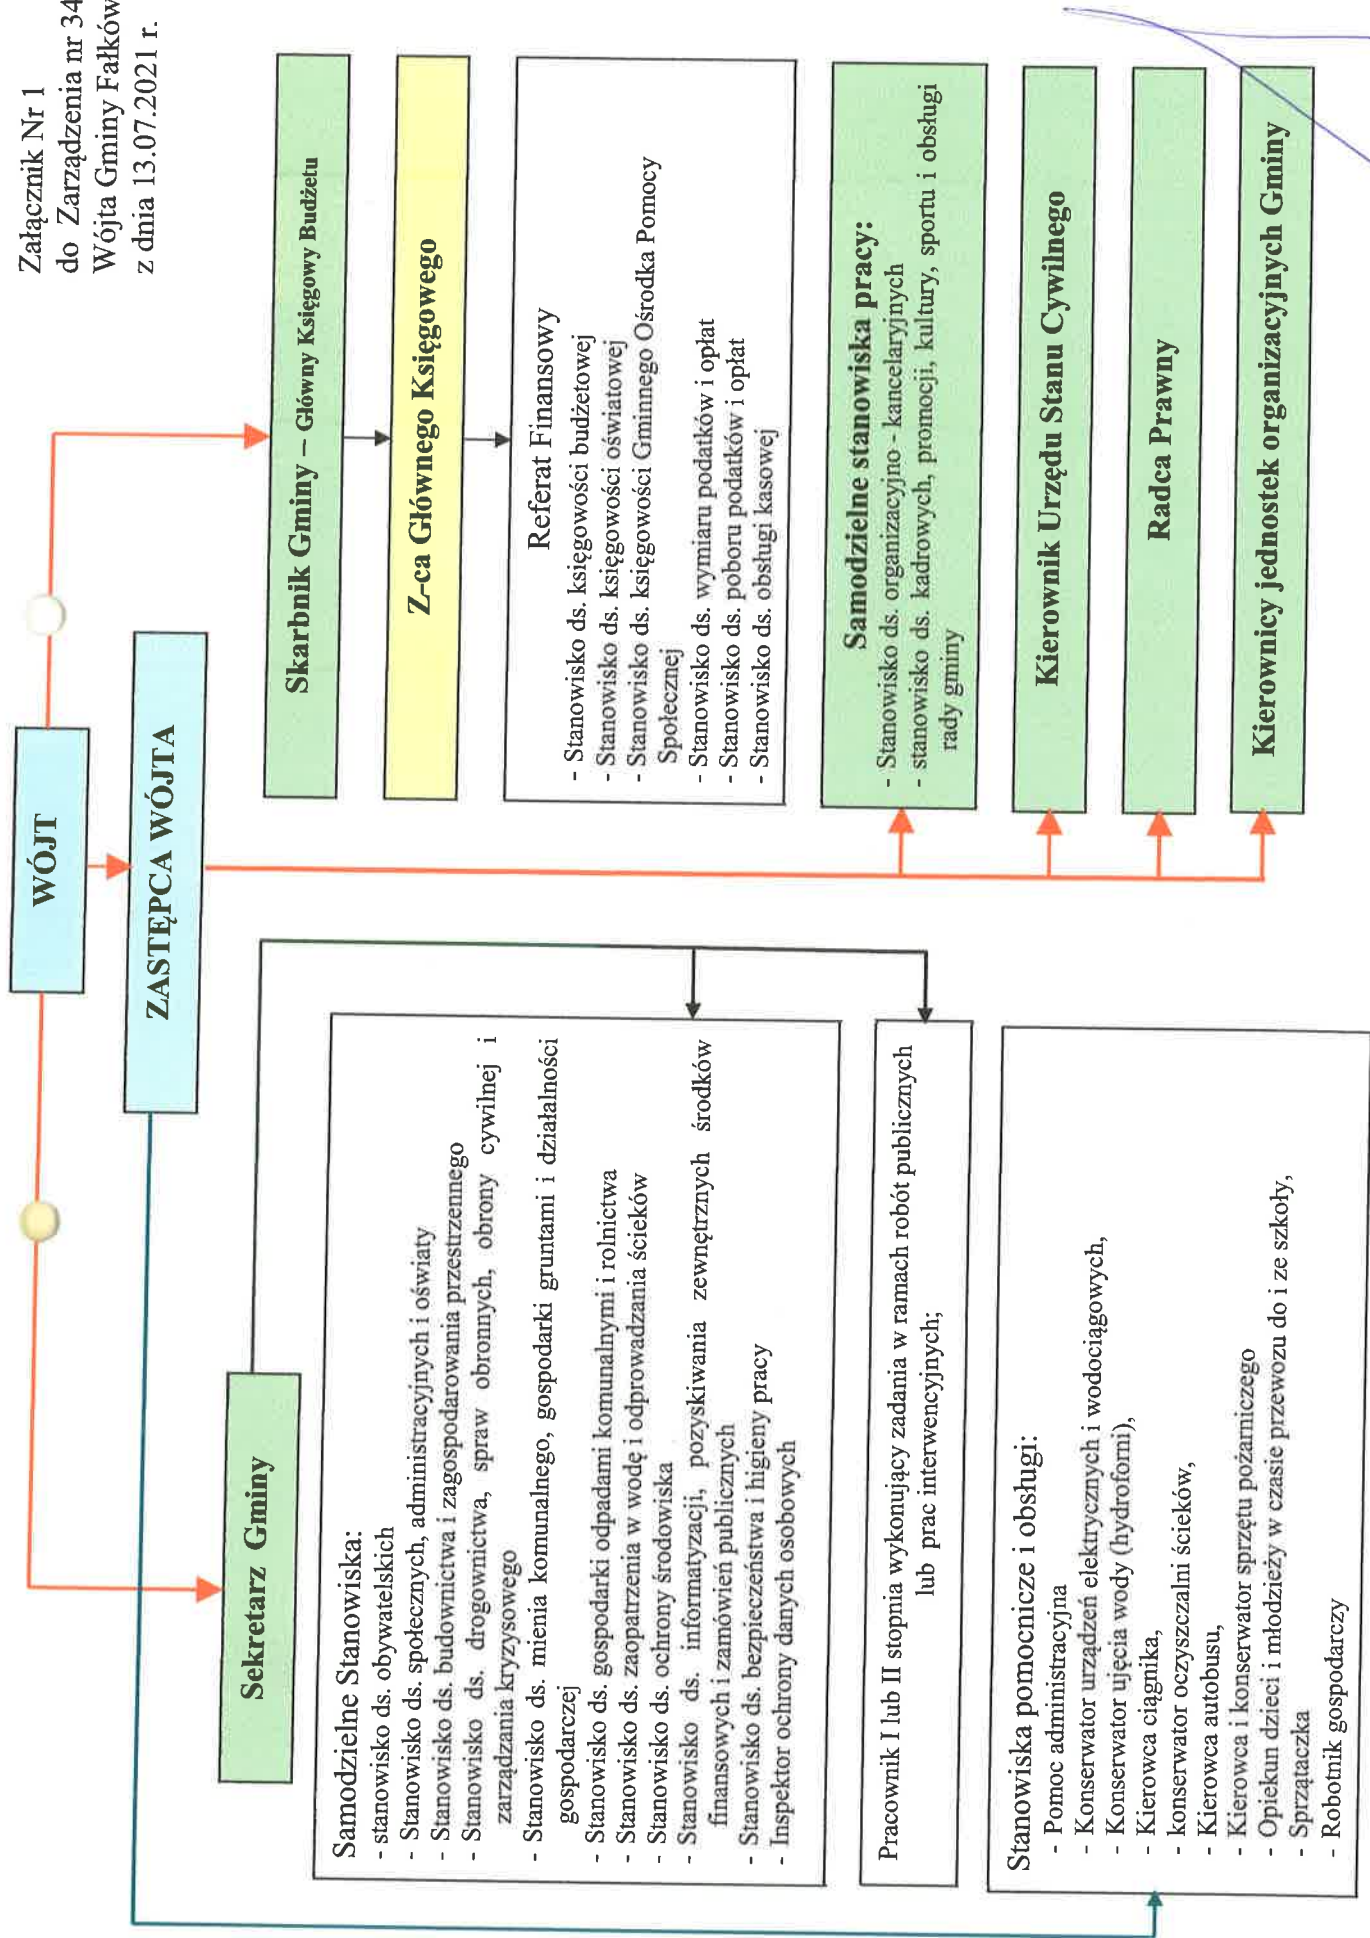 Załącznik Nr 1
do Zarządzenia nr 34
Wójta Gminy Fałków
z dnia 13.07.2021 r.
WÓJT
ZASTĘPCA WÓJTA
Sekretarz Gminy
Samodzielne Stanowiska:
- stanowisko ds. obywatelskich
- Stanowisko ds. społecznych, administracyjnych i oświaty
- Stanowisko ds. budownictwa i zagospodarowania przestrzennego
- Stanowisko ds. drogownictwa, spraw obronnych, obrony cywilnej i
zarządzania kryzysowego
- Stanowisko ds. mienia komunalnego, gospodarki gruntami i działalności
gospodarczej
- Stanowisko ds. gospodarki odpadami komunalnymi i rolnictwa
- Stanowisko ds. zaopatrzenia w wodę i odprowadzania ścieków
- Stanowisko ds. ochrony środowiska
- Stanowisko ds. informatyzacji, pozyskiwania zewnętrznych środków
finansowych i zamówień publicznych
- Stanowisko ds. bezpieczeństwa i higieny pracy
- Inspektor ochrony danych osobowych
Pracownik I lub II stopnia wykonujący zadania w ramach robót publicznych
lub prac interwencyjnych;
Stanowiska pomocnicze i obsługi:
- Pomoc administracyjna
- Konserwator urządzeń elektrycznych i wodociągowych,
- Konserwator ujęcia wody (hydroforni),
- Kierowca ciągnika,
- konserwator oczyszczalni ścieków,
- Kierowca autobusu,
- Kierowca i konserwator sprzętu pożarniczego
- Opiekun dzieci i młodzieży w czasie przewozu do i ze szkoły,
- Sprzątaczka
- Robotnik gospodarczy
Skarbnik Gminy – Główny Księgowy Budżetu
Z-ca Głównego Księgowego
Referat Finansowy
- Stanowisko ds. księgowości budżetowej
- Stanowisko ds. księgowości oświatowej
- Stanowisko ds. księgowości Gminnego Ośrodka Pomocy
Społecznej
- Stanowisko ds. wymiaru podatków i opłat
- Stanowisko ds. poboru podatków i opłat
- Stanowisko ds. obsługi kasowej
Samodzielne stanowiska pracy:
- Stanowisko ds. organizacyjno - kancelaryjnych
- stanowisko ds. kadrowych, promocji, kultury, sportu i obsługi
rady gminy
Kierownik Urzędu Stanu Cywilnego
Radca Prawny
Kierownicy jednostek organizacyjnych Gminy